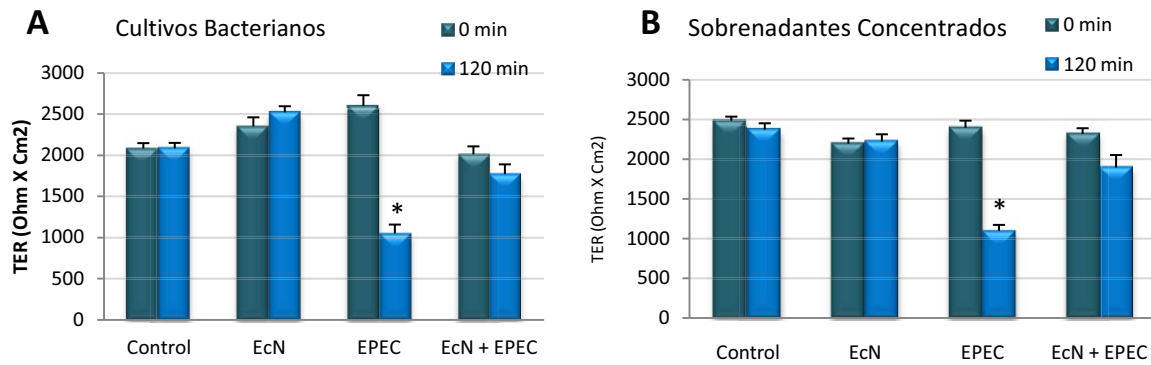 A
Cultivos Bacterianos
0 min
120 min
TER (Ohm X Cm2)
3000
2500
2000
1500
1000
500
0
*
Control
EcN
EPEC
EcN + EPEC
B
Sobrenadantes Concentrados
0 min
120 min
TER (Ohm X Cm2)
3000
2500
2000
1500
1000
500
0
*
Control
EcN
EPEC
EcN + EPEC